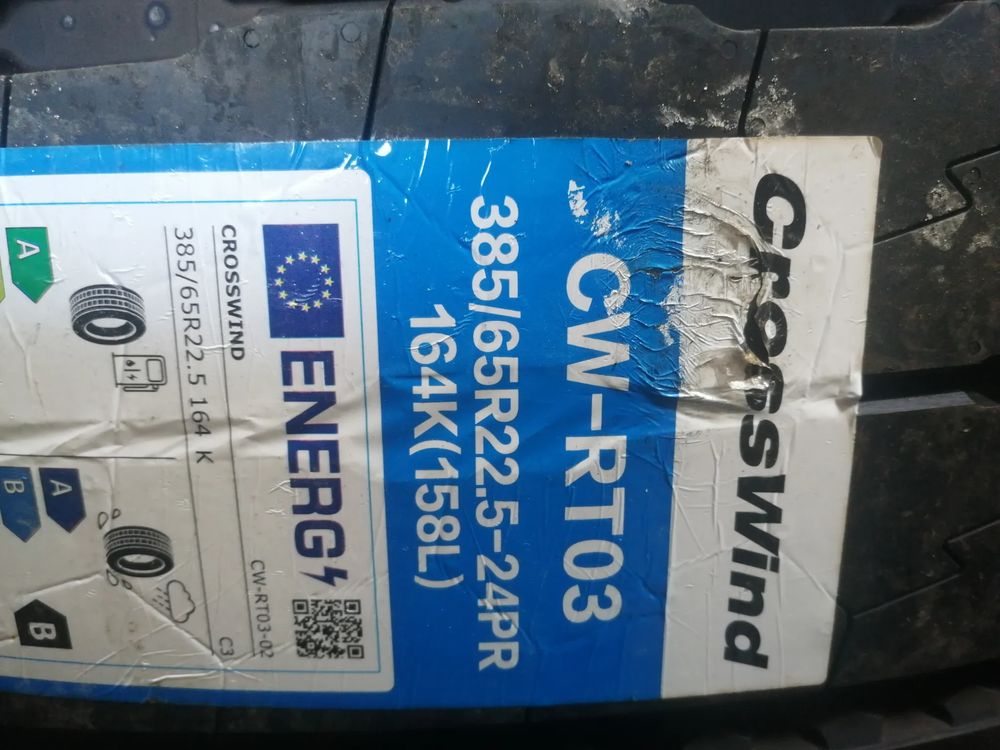 CrossWind
CW-RT03
385/65R22.5-24PR
164K(158L)
ENERG
CROSSWIND
CW-RT03-02
385/65R22.5 164 K
C3
A
A
B
B